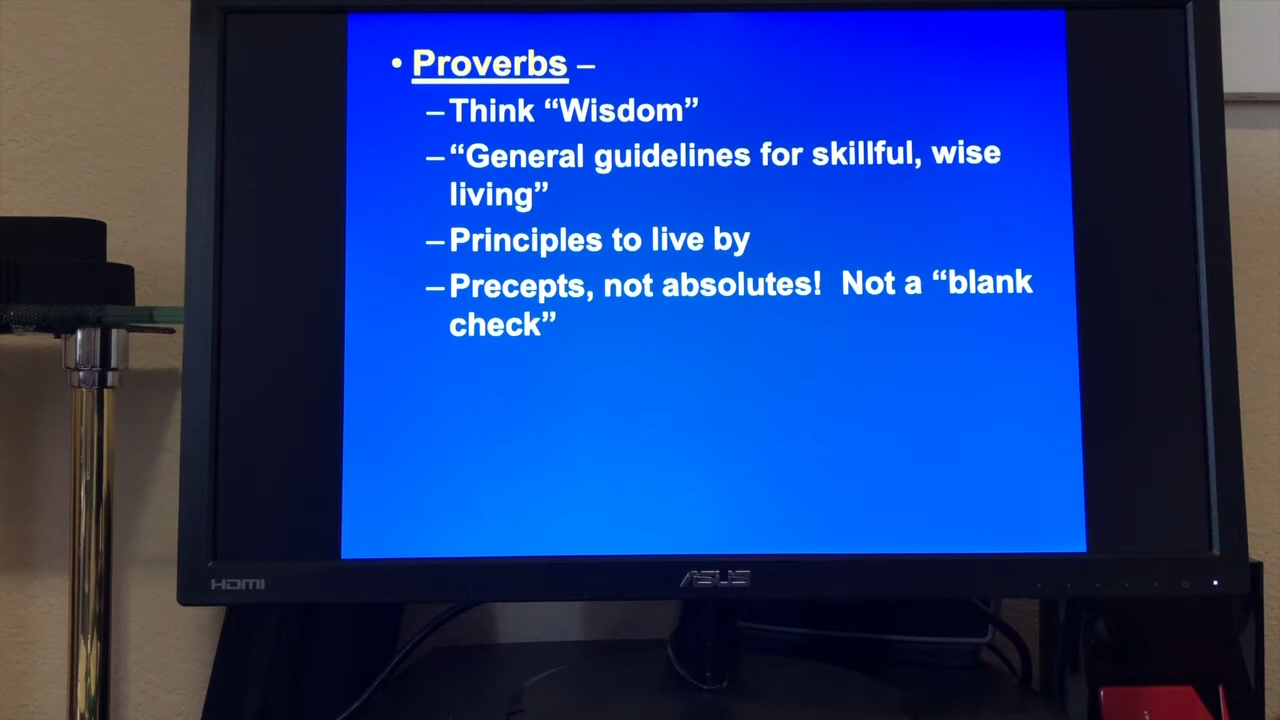 • Proverbs –
– Think “Wisdom”
– “General guidelines for skillful, wise
living”
– Principles to live by
– Precepts, not absolutes!  Not a “blank
check”
HDMI
ASUS